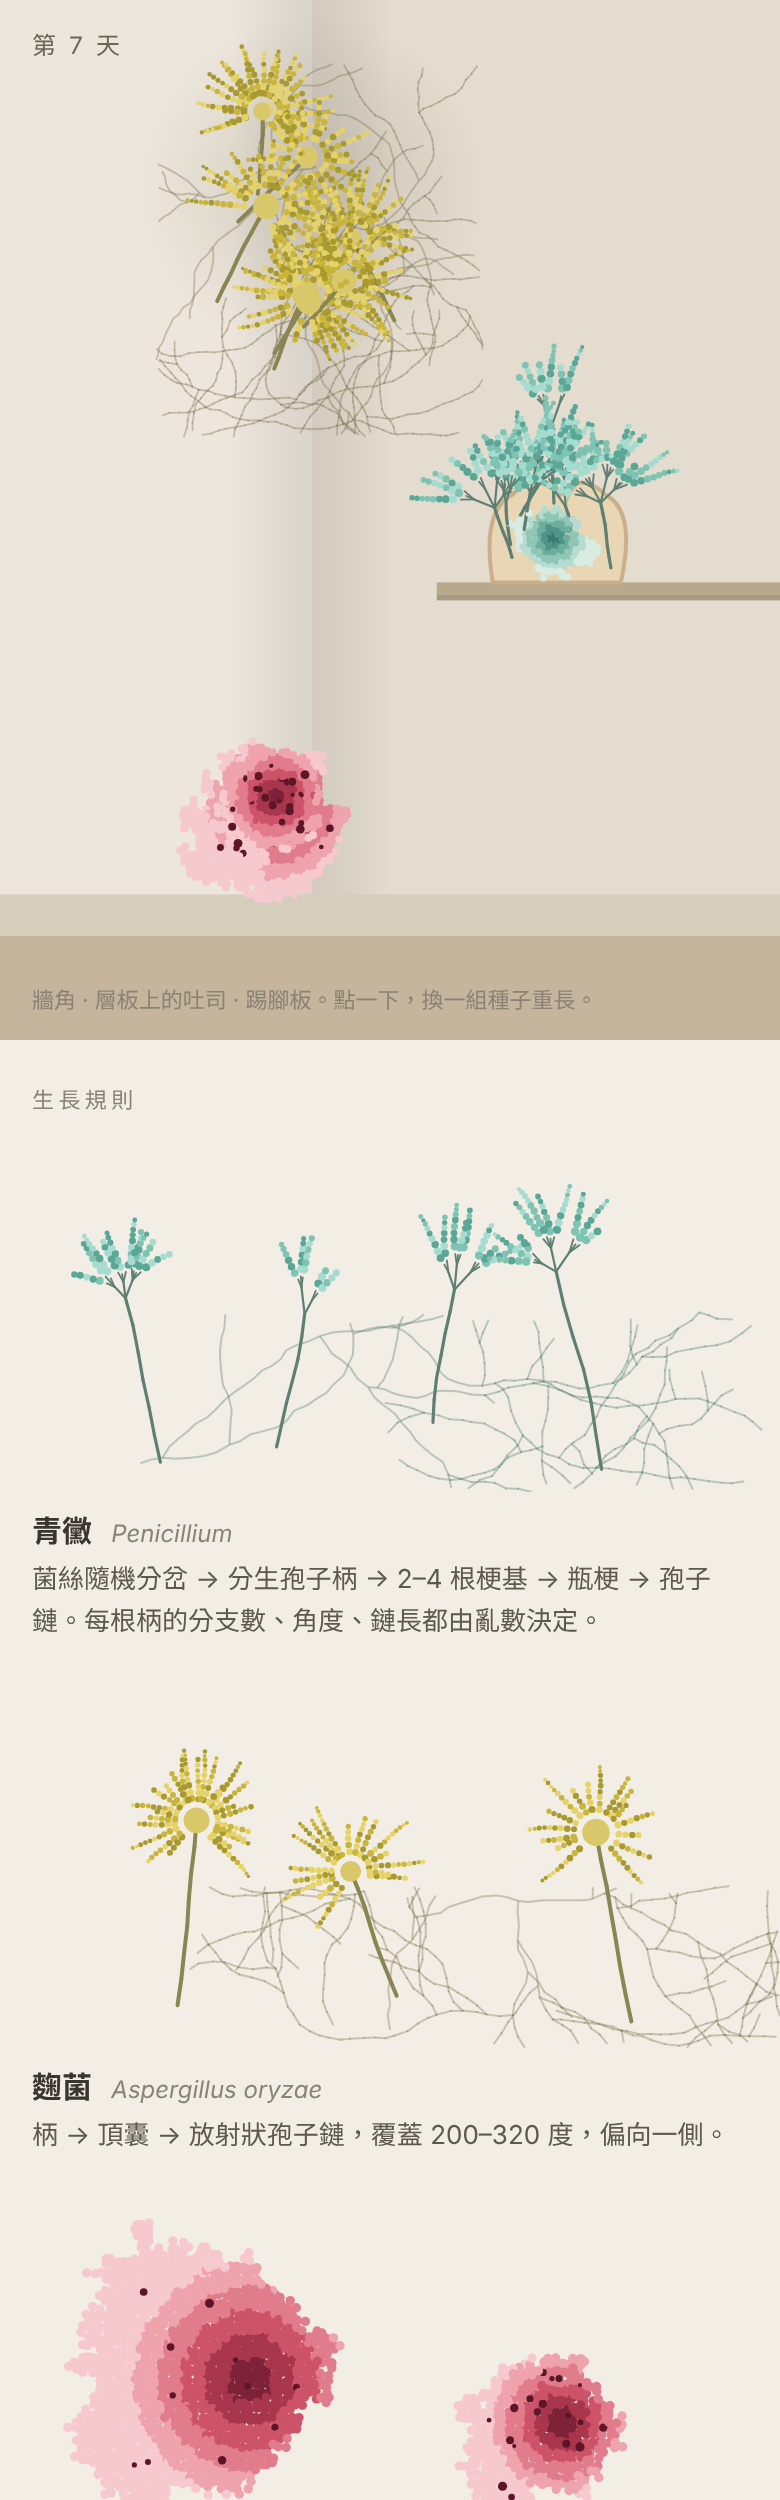 第 7 天
牆角 · 層板上的吐司 · 踢腳板。點一下，換一組種子重長。
生長規則
青黴 Penicillium
菌絲隨機分岔 → 分生孢子柄 → 2–4 根梗基 → 瓶梗 → 孢子
鏈。每根柄的分支數、角度、鏈長都由亂數決定。
麴菌 Aspergillus oryzae
柄 → 頂囊 → 放射狀孢子鏈，覆蓋 200–320 度，偏向一側。